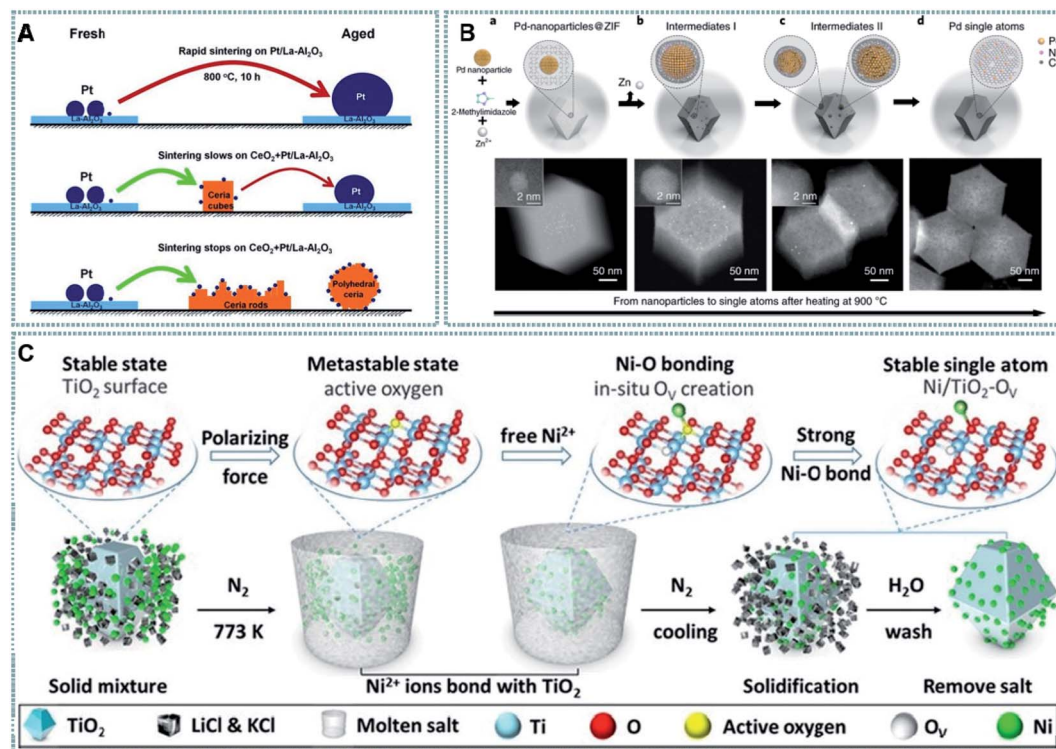 A
Fresh
Aged
Rapid sintering on Pt/La-Al₂O₃
800 °C, 10 h
Pt
La-Al₂O₃
Pt
La-Al₂O₃
Sintering slows on CeO₂+Pt/La-Al₂O₃
Pt
La-Al₂O₃
Ceria
cubes
Pt
La-Al₂O₃
Sintering stops on CeO₂+Pt/La-Al₂O₃
Pt
La-Al₂O₃
Ceria rods
Polyhedral
ceria
B
a
Pd-nanoparticles@ZIF
b
Intermediates I
c
Intermediates II
d
Pd single atoms
Pd nanoparticle
+
2-Methylimidazole
+
Zn²⁺
Zn
N
C
2 nm
50 nm
2 nm
50 nm
2 nm
50 nm
50 nm
From nanoparticles to single atoms after heating at 900 °C
C
Stable state
TiO₂ surface
Metastable state
active oxygen
Ni-O bonding
in-situ Oᵥ creation
Stable single atom
Ni/TiO₂-Oᵥ
Polarizing
force
free Ni²⁺
Strong
Ni-O bond
N₂
773 K
N₂
cooling
H₂O
wash
Solid mixture
Ni²⁺ ions bond with TiO₂
Solidification
Remove salt
TiO₂
LiCl & KCl
Molten salt
Ti
O
Active oxygen
Oᵥ
Ni